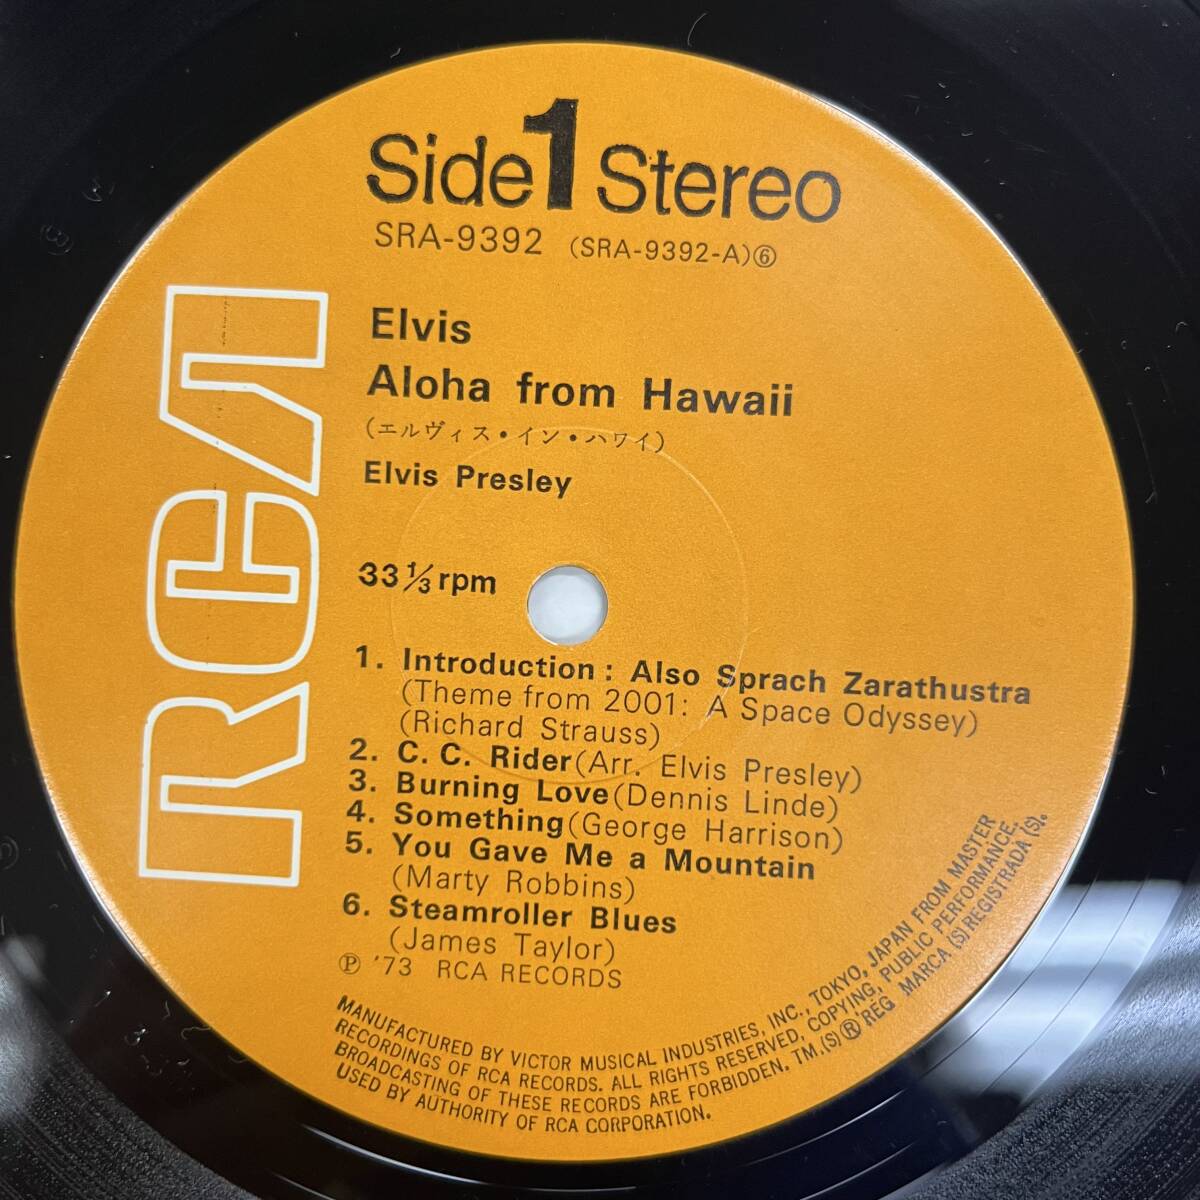 Side 1 Stereo
SRA-9392 (SRA-9392-A)⑥
RCA
Elvis
Aloha from Hawaii
(エルヴィス・イン・ハワイ)
Elvis Presley
33 1/3 rpm
1. Introduction: Also Sprach Zarathustra
(Theme from 2001: A Space Odyssey)
(Richard Strauss)
2. C. C. Rider(Arr. Elvis Presley)
3. Burning Love(Dennis Linde)
4. Something(George Harrison)
5. You Gave Me a Mountain
(Marty Robbins)
6. Steamroller Blues
(James Taylor)
Ⓟ '73 RCA RECORDS
MANUFACTURED BY VICTOR MUSICAL INDUSTRIES, INC., TOKYO, JAPAN FROM MASTER
RECORDINGS OF RCA RECORDS. ALL RIGHTS RESERVED, COPYING, PUBLIC PERFORMANCE,
BROADCASTING OF THESE RECORDS ARE FORBIDDEN. TM.(S)® REG MARCA (S) REGISTRADA (S).
USED BY AUTHORITY OF RCA CORPORATION.